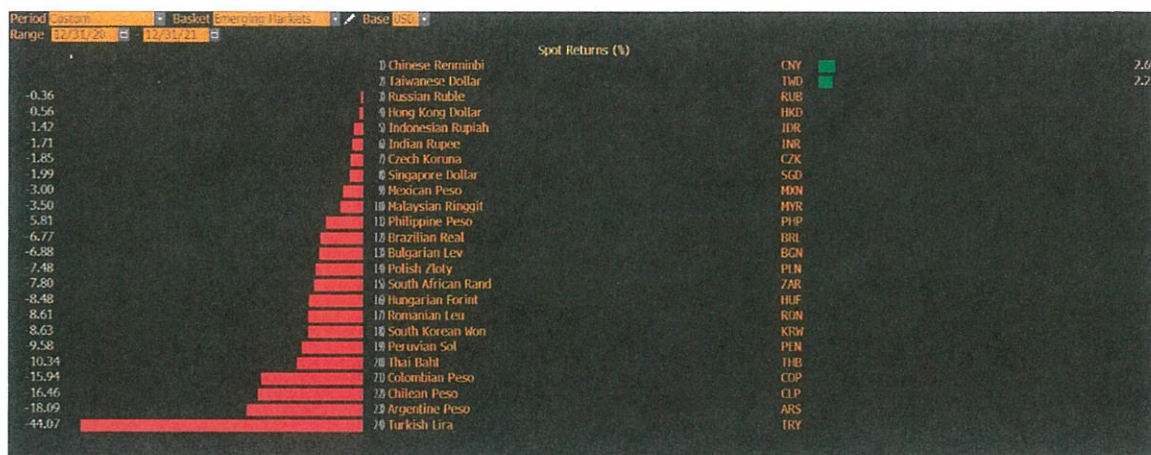 Period Custom Basket Emerging Markets Base USD
Range 12/31/20 - 12/31/21
Spot Returns (%)
1) Chinese Renminbi CNY 2.6
2) Taiwanese Dollar TWD 2.2
-0.36 3) Russian Ruble RUB
0.56 4) Hong Kong Dollar HKD
-1.42 5) Indonesian Rupiah IDR
-1.71 6) Indian Rupee INR
-1.85 7) Czech Koruna CZK
-1.99 8) Singapore Dollar SGD
-3.00 9) Mexican Peso MXN
-3.50 10) Malaysian Ringgit MYR
5.81 11) Philippine Peso PHP
6.77 12) Brazilian Real BRL
-6.88 13) Bulgarian Lev BGN
7.48 14) Polish Zloty PLN
-7.80 15) South African Rand ZAR
-8.48 16) Hungarian Forint HUF
8.61 17) Romanian Leu RON
8.63 18) South Korean Won KRW
9.58 19) Peruvian Sol PEN
10.34 20) Thai Baht THB
-15.94 21) Colombian Peso COP
16.46 22) Chilean Peso CLP
-18.09 23) Argentine Peso ARS
-44.07 24) Turkish Lira TRY